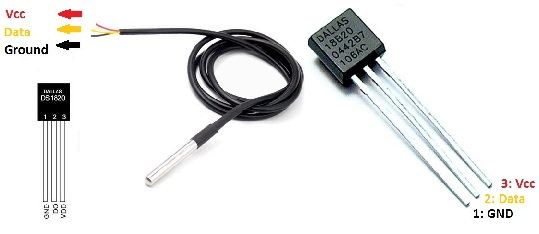 Vcc
Data
Ground
DALLAS
DS1820
1 2 3
GND
DQ
VDD
DALLAS
18B20
0442B7
106AC
3: Vcc
2: Data
1: GND